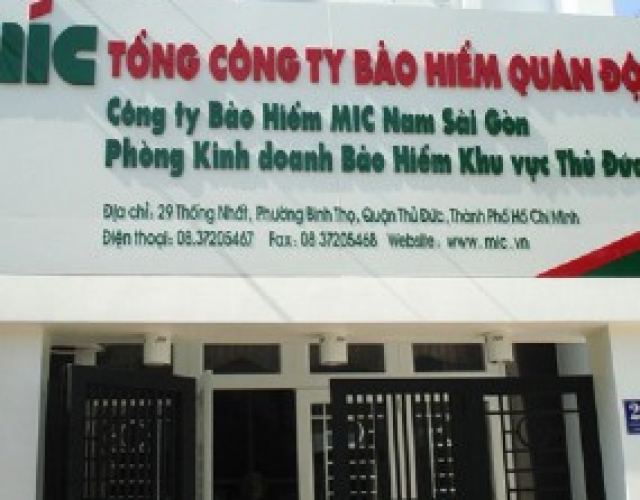 míc TỔNG CÔNG TY BẢO HIỂM QUÂN ĐỘ
Công ty Bảo Hiểm MIC Nam Sài Gòn
Phòng Kinh doanh Bảo Hiểm Khu vực Thủ Đức
Địa chỉ: 29 Thống Nhất, Phường Bình Thọ, Quận Thủ Đức, Thành Phố Hồ Chí Minh
Điện thoại: 08.37205467 Fax: 08 37205468 Website: www.mic.vn